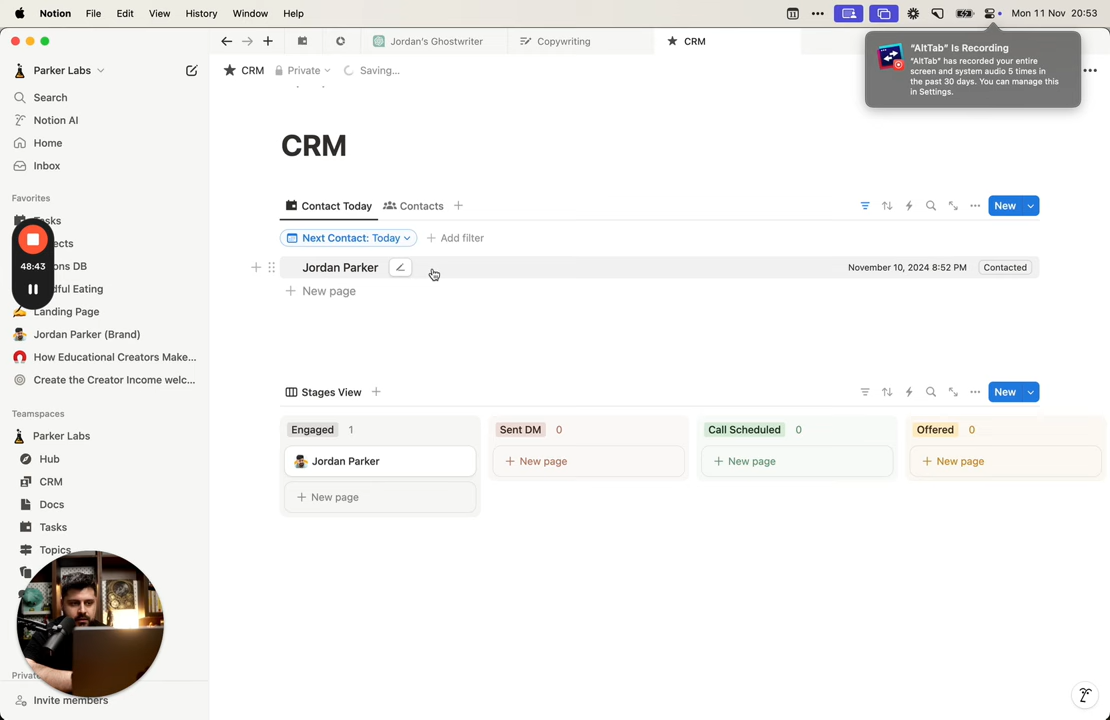 Notion File Edit View History Window Help
Mon 11 Nov 20:53
Jordan's Ghostwriter
Copywriting
CRM
"AltTab" Is Recording
"AltTab" has recorded your entire
screen and system audio 5 times in
the past 30 days. You can manage this
in Settings.
Parker Labs
CRM Private Saving...
Search
Notion AI
Home
Inbox
Favorites
48:43
Landing Page
Jordan Parker (Brand)
How Educational Creators Make...
Create the Creator Income welc...
Teamspaces
Parker Labs
Hub
CRM
Docs
Tasks
Topics
Invite members
CRM
Contact Today Contacts
New
Next Contact: Today
Add filter
Jordan Parker
November 10, 2024 8:52 PM Contacted
New page
Stages View
New
Engaged 1
Sent DM 0
Call Scheduled 0
Offered 0
Jordan Parker
New page
New page
New page
New page